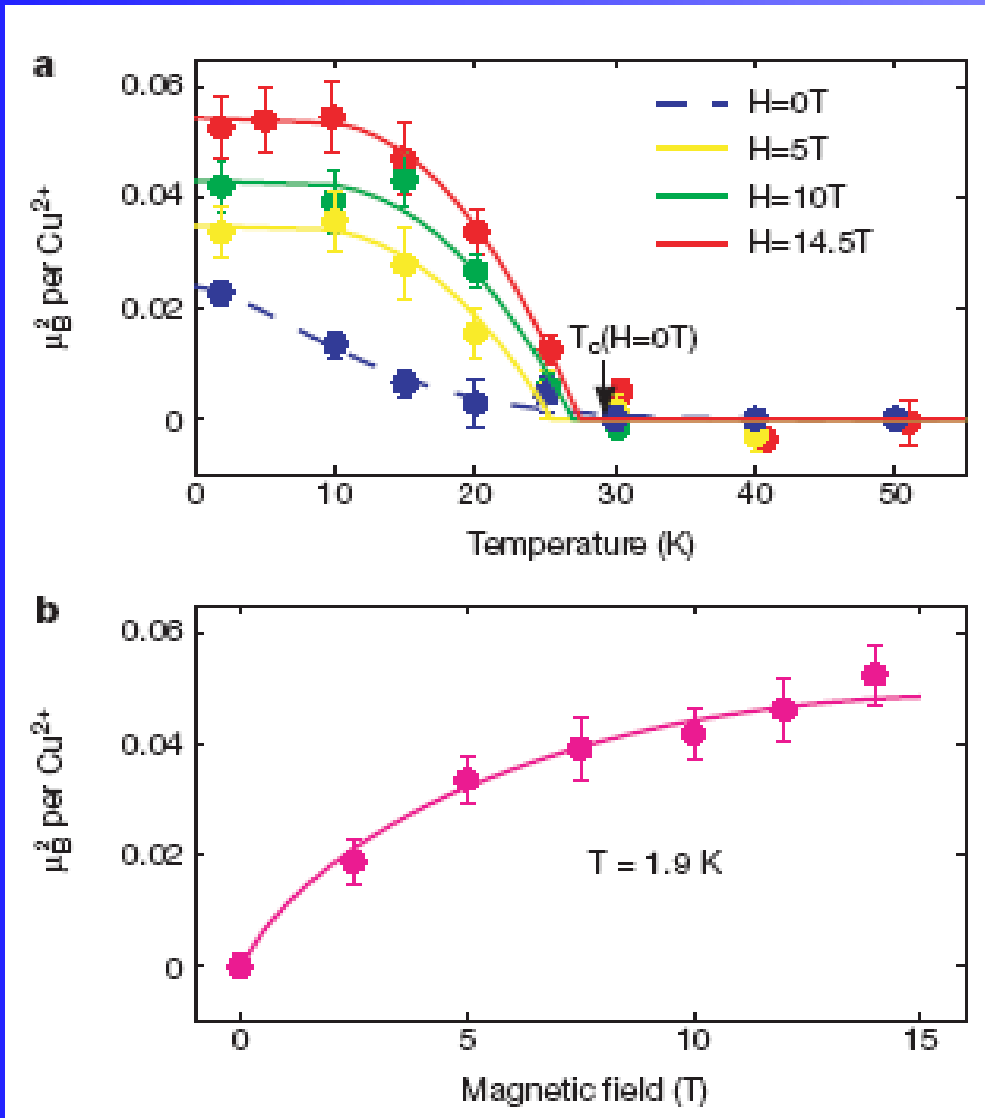 a
0.06
0.04
0.02
0
μ²B per Cu²⁺
H=0T
H=5T
H=10T
H=14.5T
Tc(H=0T)
0 10 20 30 40 50
Temperature (K)
b
0.06
0.04
0.02
0
μ²B per Cu²⁺
T = 1.9 K
0 5 10 15
Magnetic field (T)